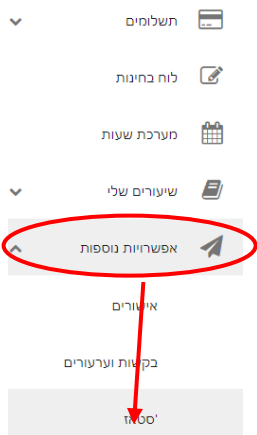 תשלומים
לוח בחינות
מערכת שעות
שיעורים שלי
אפשרויות נוספות
אישורים
בקשות וערעורים
סטאז'